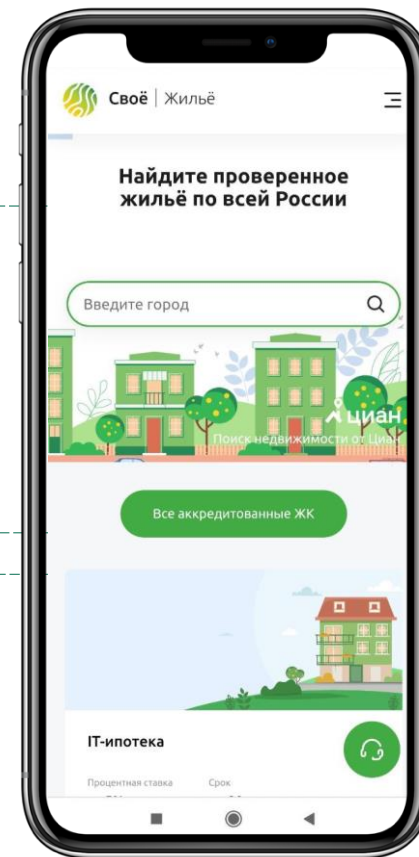 Своё | Жильё
Найдите проверенное
жильё по всей России
Введите город
циан
Поиск недвижимости от Циан
Все аккредитованные ЖК
IT-ипотека
Процентная ставка Срок